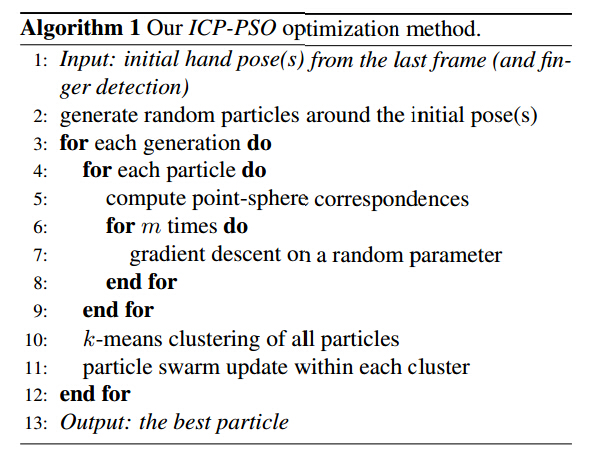 Algorithm 1 Our ICP-PSO optimization method.
1: Input: initial hand pose(s) from the last frame (and fin-
ger detection)
2: generate random particles around the initial pose(s)
3: for each generation do
4: for each particle do
5: compute point-sphere correspondences
6: for m times do
7: gradient descent on a random parameter
8: end for
9: end for
10: k-means clustering of all particles
11: particle swarm update within each cluster
12: end for
13: Output: the best particle